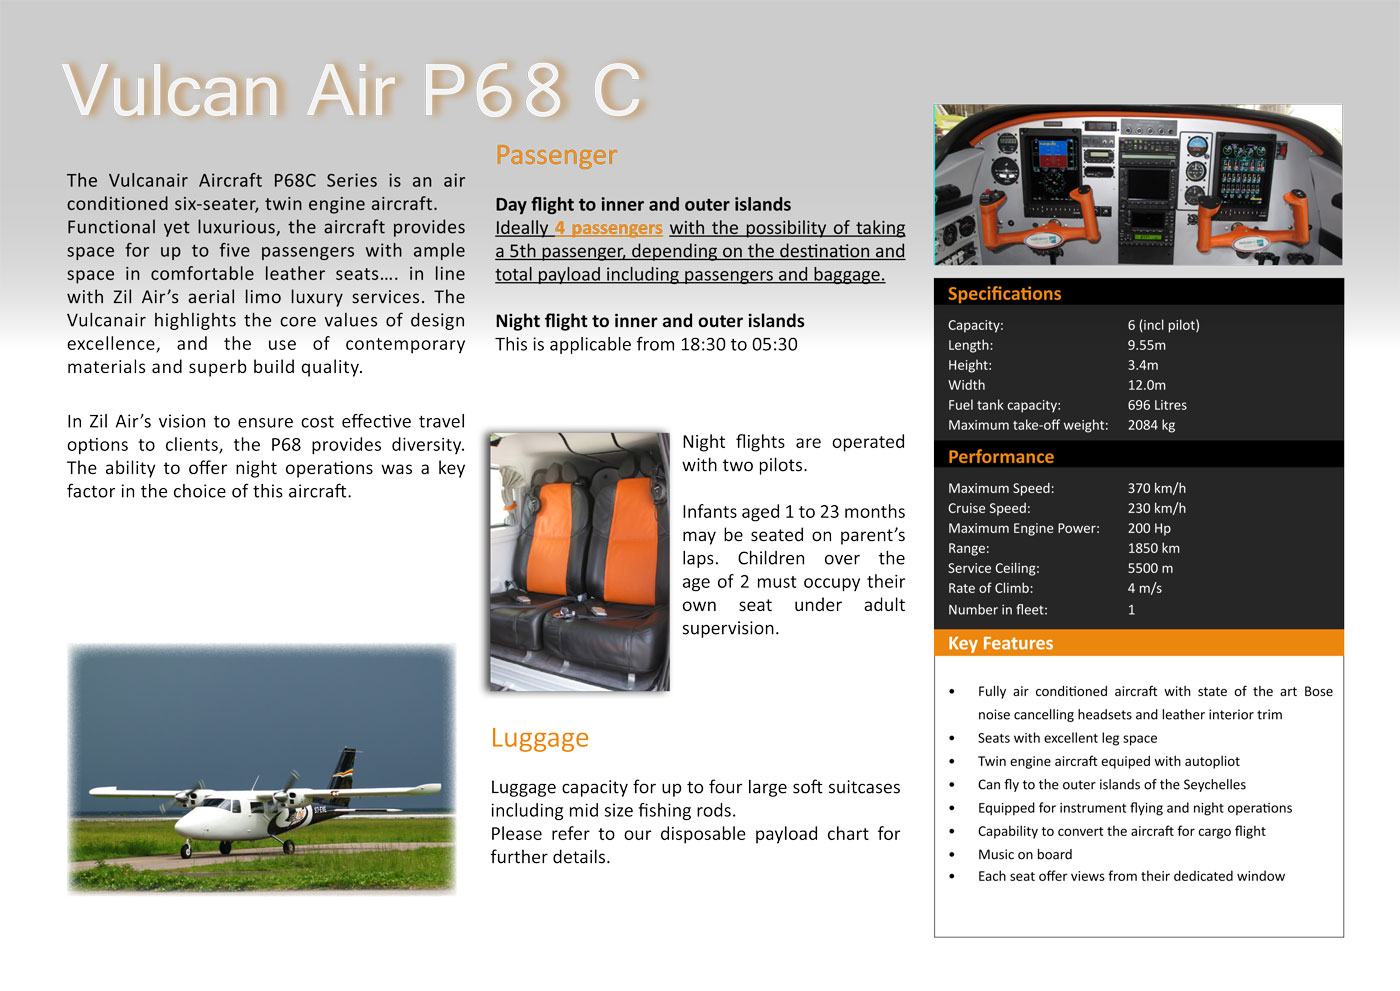 Vulcan Air P68 C
The Vulcanair Aircraft P68C Series is an air
conditioned six-seater, twin engine aircraft.
Functional yet luxurious, the aircraft provides
space for up to five passengers with ample
space in comfortable leather seats…. in line
with Zil Air’s aerial limo luxury services. The
Vulcanair highlights the core values of design
excellence, and the use of contemporary
materials and superb build quality.
In Zil Air’s vision to ensure cost effective travel
options to clients, the P68 provides diversity.
The ability to offer night operations was a key
factor in the choice of this aircraft.
Passenger
Day flight to inner and outer islands
Ideally 4 passengers with the possibility of taking
a 5th passenger, depending on the destination and
total payload including passengers and baggage.
Night flight to inner and outer islands
This is applicable from 18:30 to 05:30
Night flights are operated
with two pilots.
Infants aged 1 to 23 months
may be seated on parent’s
laps. Children over the
age of 2 must occupy their
own seat under adult
supervision.
Luggage
Luggage capacity for up to four large soft suitcases
including mid size fishing rods.
Please refer to our disposable payload chart for
further details.
Specifications
Capacity: 6 (incl pilot)
Length: 9.55m
Height: 3.4m
Width 12.0m
Fuel tank capacity: 696 Litres
Maximum take-off weight: 2084 kg
Performance
Maximum Speed: 370 km/h
Cruise Speed: 230 km/h
Maximum Engine Power: 200 Hp
Range: 1850 km
Service Ceiling: 5500 m
Rate of Climb: 4 m/s
Number in fleet: 1
Key Features
• Fully air conditioned aircraft with state of the art Bose
noise cancelling headsets and leather interior trim
• Seats with excellent leg space
• Twin engine aircraft equiped with autopliot
• Can fly to the outer islands of the Seychelles
• Equipped for instrument flying and night operations
• Capability to convert the aircraft for cargo flight
• Music on board
• Each seat offer views from their dedicated window